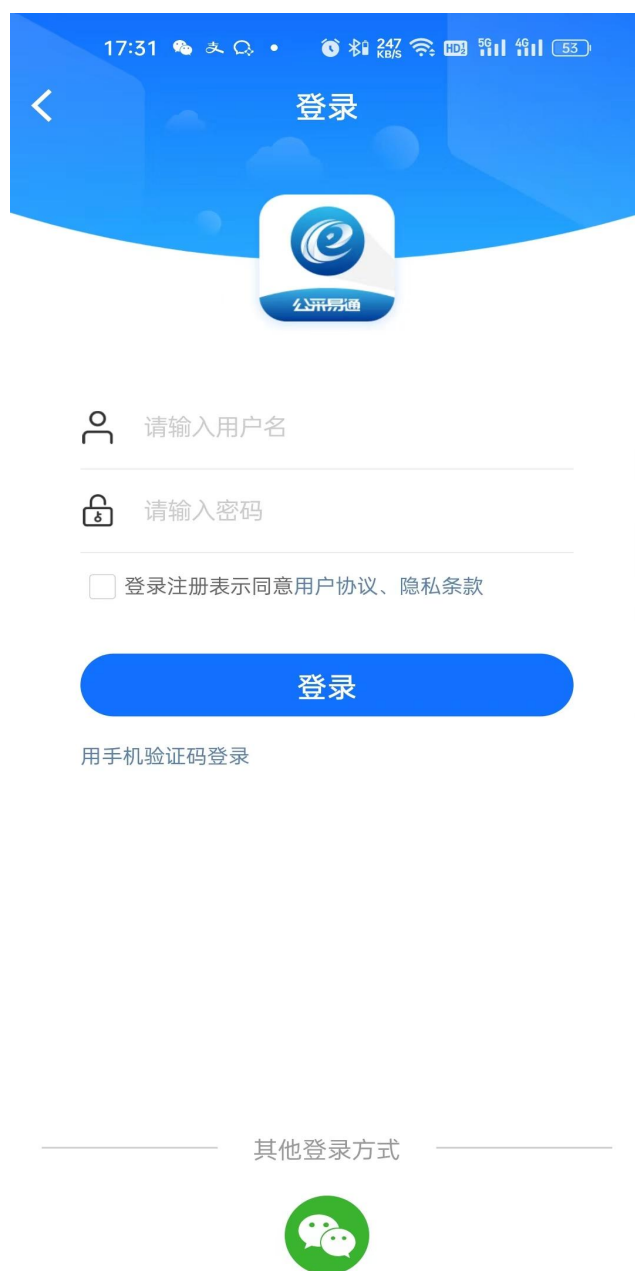 17:31
247 KB/S
HD 5G 4G 53
登录
公采易通
请输入用户名
请输入密码
登录注册表示同意用户协议、隐私条款
登录
用手机验证码登录
其他登录方式